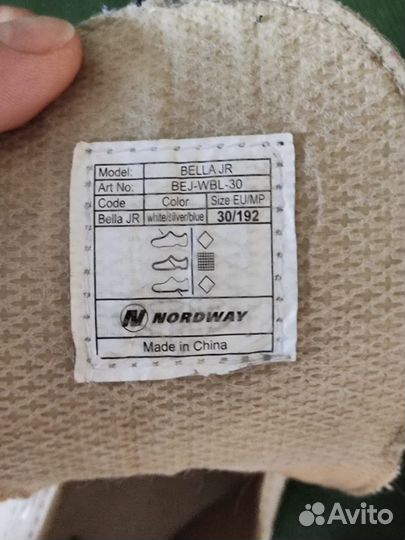 Model: BELLA JR
Art No: BEJ-WBL-30
Code Color Size EU/MP
Bella JR white/silver/blue 30/192
N NORDWAY
Made in China
Avito